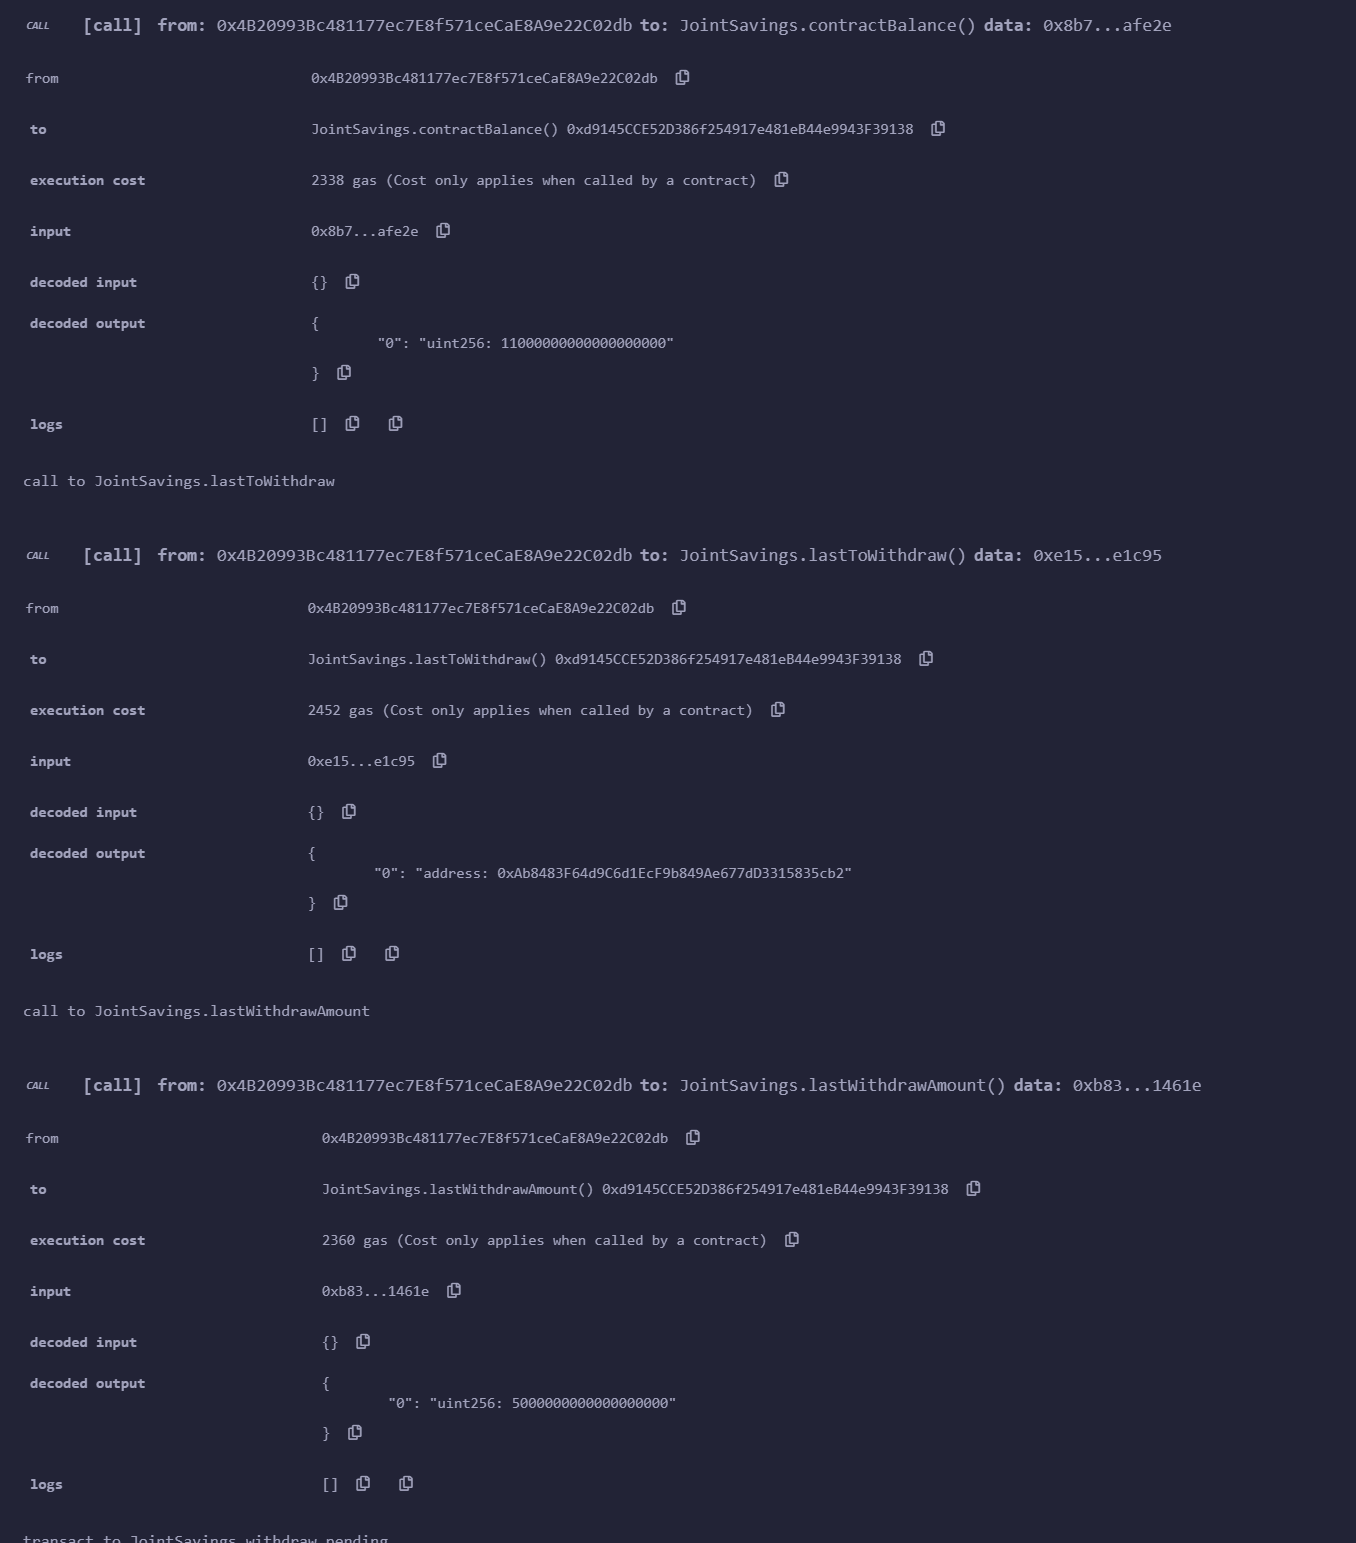 CALL [call] from: 0x4B20993Bc481177ec7E8f571ceCaE8A9e22C02db to: JointSavings.contractBalance() data: 0x8b7...afe2e
from 0x4B20993Bc481177ec7E8f571ceCaE8A9e22C02db
to JointSavings.contractBalance() 0xd9145CCE52D386f254917e481eB44e9943F39138
execution cost 2338 gas (Cost only applies when called by a contract)
input 0x8b7...afe2e
decoded input {}
decoded output {
"0": "uint256: 11000000000000000000"
}
logs []
call to JointSavings.lastToWithdraw
CALL [call] from: 0x4B20993Bc481177ec7E8f571ceCaE8A9e22C02db to: JointSavings.lastToWithdraw() data: 0xe15...e1c95
from 0x4B20993Bc481177ec7E8f571ceCaE8A9e22C02db
to JointSavings.lastToWithdraw() 0xd9145CCE52D386f254917e481eB44e9943F39138
execution cost 2452 gas (Cost only applies when called by a contract)
input 0xe15...e1c95
decoded input {}
decoded output {
"0": "address: 0xAb8483F64d9C6d1EcF9b849Ae677dD3315835cb2"
}
logs []
call to JointSavings.lastWithdrawAmount
CALL [call] from: 0x4B20993Bc481177ec7E8f571ceCaE8A9e22C02db to: JointSavings.lastWithdrawAmount() data: 0xb83...1461e
from 0x4B20993Bc481177ec7E8f571ceCaE8A9e22C02db
to JointSavings.lastWithdrawAmount() 0xd9145CCE52D386f254917e481eB44e9943F39138
execution cost 2360 gas (Cost only applies when called by a contract)
input 0xb83...1461e
decoded input {}
decoded output {
"0": "uint256: 5000000000000000000"
}
logs []
transact to JointSavings.withdraw pending